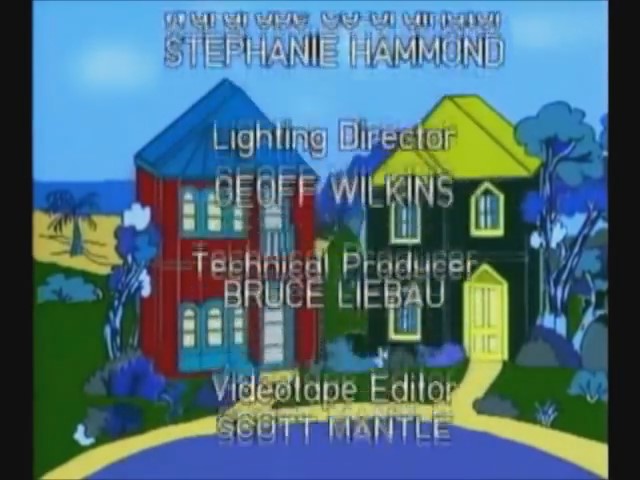 STEPHANIE HAMMOND
Lighting Director
GEOFF WILKINS
Technical Producer
BRUCE LIEBAU
Videotape Editor
SCOTT MANTLE